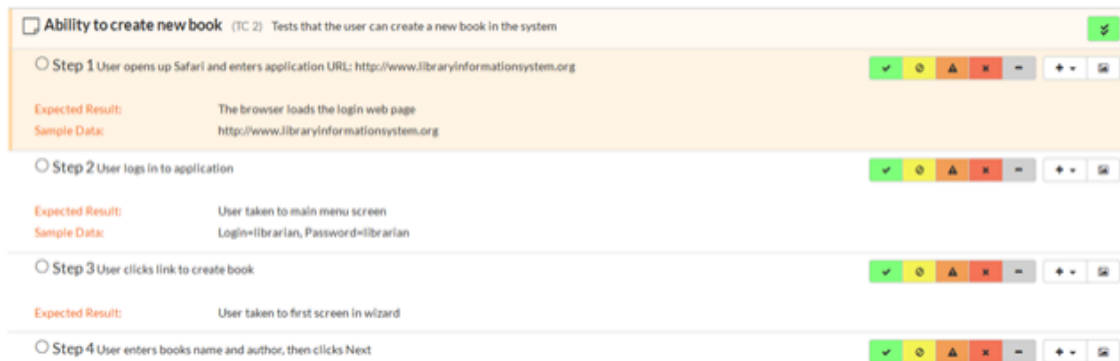 Ability to create new book (TC 2) Tests that the user can create a new book in the system
Step 1 User opens up Safari and enters application URL: http://www.libraryinformationsystem.org
Expected Result: The browser loads the login web page
Sample Data: http://www.libraryinformationsystem.org
Step 2 User logs in to application
Expected Result: User taken to main menu screen
Sample Data: Login=librarian, Password=librarian
Step 3 User clicks link to create book
Expected Result: User taken to first screen in wizard
Step 4 User enters books name and author, then clicks Next